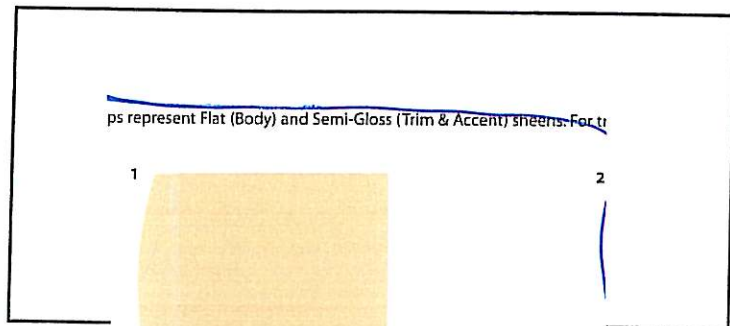 ps represent Flat (Body) and Semi-Gloss (Trim & Accent) sheens. For tr
1
2